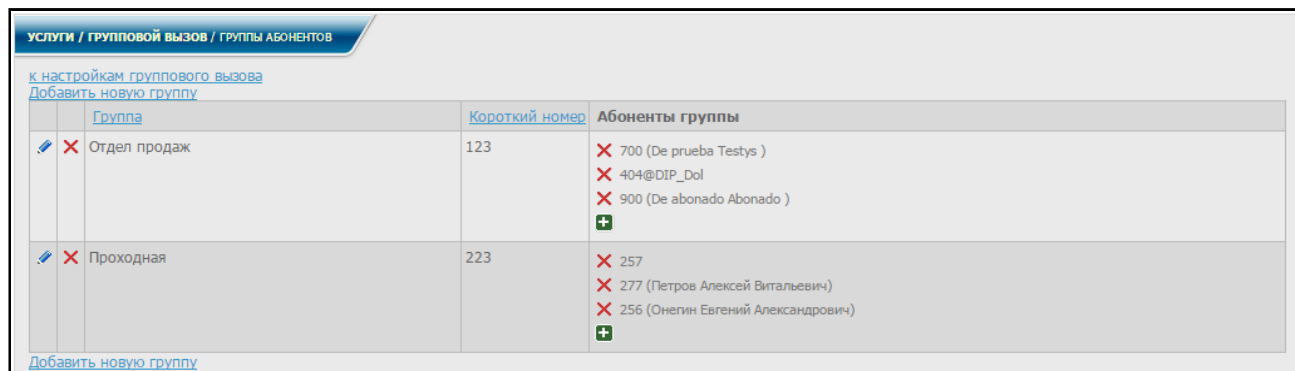 УСЛУГИ / ГРУППОВОЙ ВЫЗОВ / ГРУППЫ АБОНЕНТОВ
к настройкам группового вызова
Добавить новую группу
Группа Короткий номер Абоненты группы
Отдел продаж 123 700 (De prueba Testys )
404@DIP_Dol
900 (De abonado Abonado )
Проходная 223 257
277 (Петров Алексей Витальевич)
256 (Онегин Евгений Александрович)
Добавить новую группу